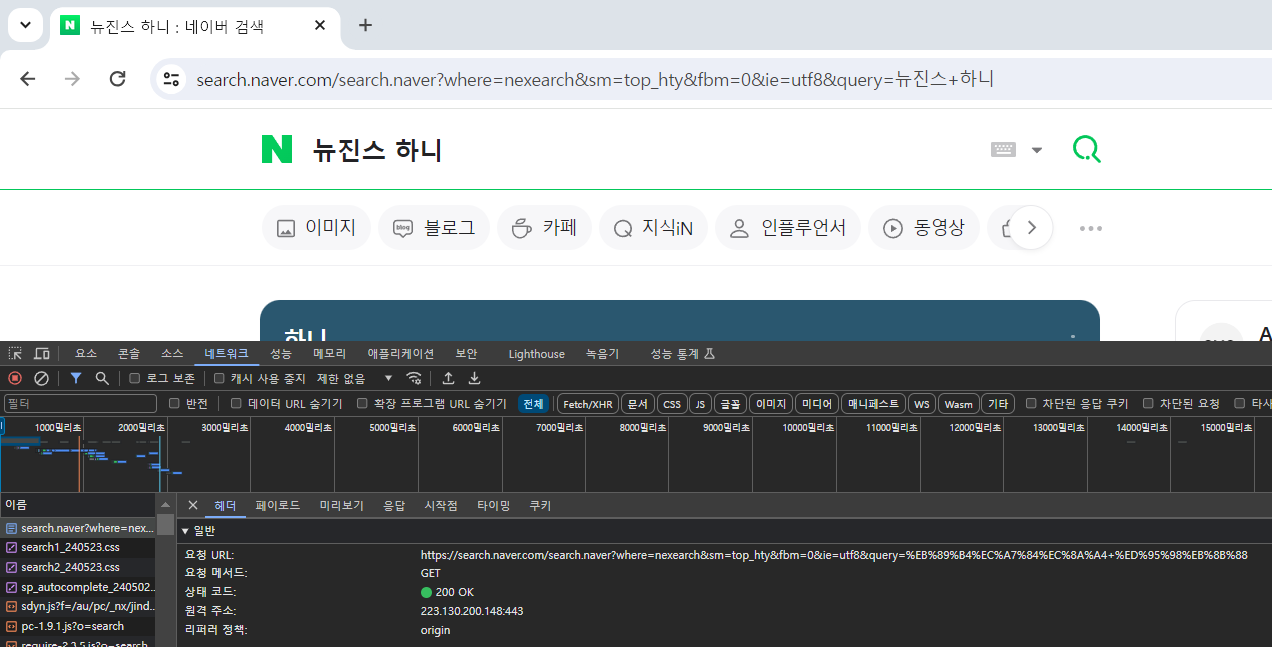 뉴진스 하니 : 네이버 검색
search.naver.com/search.naver?where=nexearch&sm=top_hty&fbm=0&ie=utf8&query=뉴진스+하니
N 뉴진스 하니
이미지 블로그 카페 지식iN 인플루언서 동영상
하니
요소 콘솔 소스 네트워크 성능 메모리 애플리케이션 보안 Lighthouse 녹음기 성능 통계
로그 보존 캐시 사용 중지 제한 없음
필터 반전 데이터 URL 숨기기 확장 프로그램 URL 숨기기 전체 Fetch/XHR 문서 CSS JS 글꼴 이미지 미디어 매니페스트 WS Wasm 기타 차단된 응답 쿠키 차단된 요청 타사
1000밀리초 2000밀리초 3000밀리초 4000밀리초 5000밀리초 6000밀리초 7000밀리초 8000밀리초 9000밀리초 10000밀리초 11000밀리초 12000밀리초 13000밀리초 14000밀리초 15000밀리초
이름
search.naver?where=nex...
search1_240523.css
search2_240523.css
sp_autocomplete_240502...
sdyn.js?f=/au/pc/_nx/jind...
pc-1.9.1.js?o=search
require-2.3.5.js?o=search
헤더 페이로드 미리보기 응답 시작점 타이밍 쿠키
일반
요청 URL: https://search.naver.com/search.naver?where=nexearch&sm=top_hty&fbm=0&ie=utf8&query=%EB%89%B4%EC%A7%84%EC%8A%A4+%ED%95%98%EB%8B%88
요청 메서드: GET
상태 코드: 200 OK
원격 주소: 223.130.200.148:443
리퍼러 정책: origin